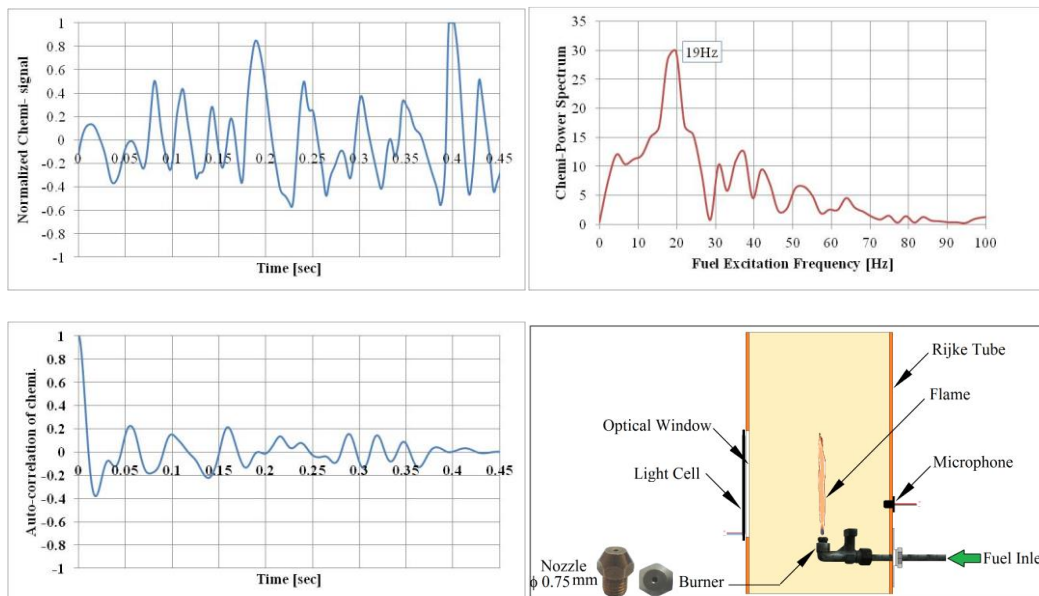 1
0.8
0.6
0.4
0.2
0
-0.2
-0.4
-0.6
-0.8
-1
Normalized Chemi- signal
0 0.05 0.1 0.15 0.2 0.25 0.3 0.35 0.4 0.45
Time [sec]
35
30
25
20
15
10
5
0
Chemi-Power Spectrum
19Hz
0 10 20 30 40 50 60 70 80 90 100
Fuel Excitation Frequency [Hz]
1
0.8
0.6
0.4
0.2
0
-0.2
-0.4
-0.6
-0.8
-1
Auto-correlation of chemi.
0 0.05 0.1 0.15 0.2 0.25 0.3 0.35 0.4 0.45
Time [sec]
Rijke Tube
Flame
Optical Window
Light Cell
Microphone
Nozzle
ϕ 0.75 mm
Burner
Fuel Inle